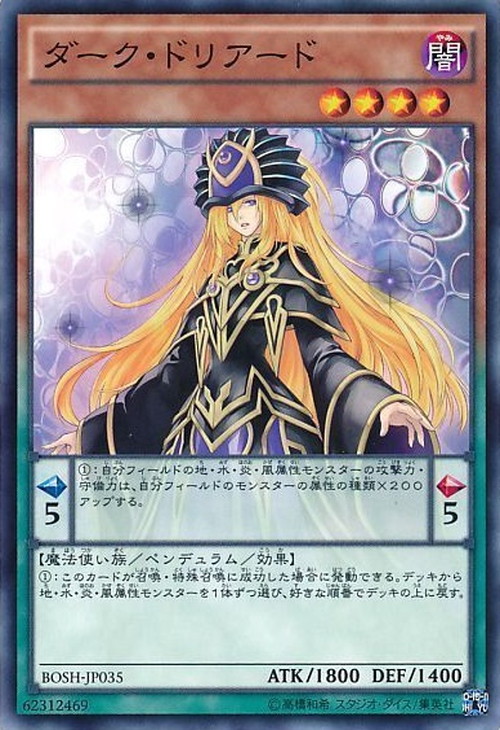 ダーク・ドリアード
闇
①：自分フィールドの地・水・炎・風属性モンスターの攻撃力・
守備力は、自分フィールドのモンスターの属性の種類×200
アップする。
5
5
【魔法使い族／ペンデュラム／効果】
①：このカードが召喚・特殊召喚に成功した場合に発動できる。デッキから
地・水・炎・風属性モンスターを１体ずつ選び、好きな順番でデッキの上に戻す。
BOSH-JP035
ATK/1800 DEF/1400
62312469
©高橋和希 スタジオ・ダイス/集英社